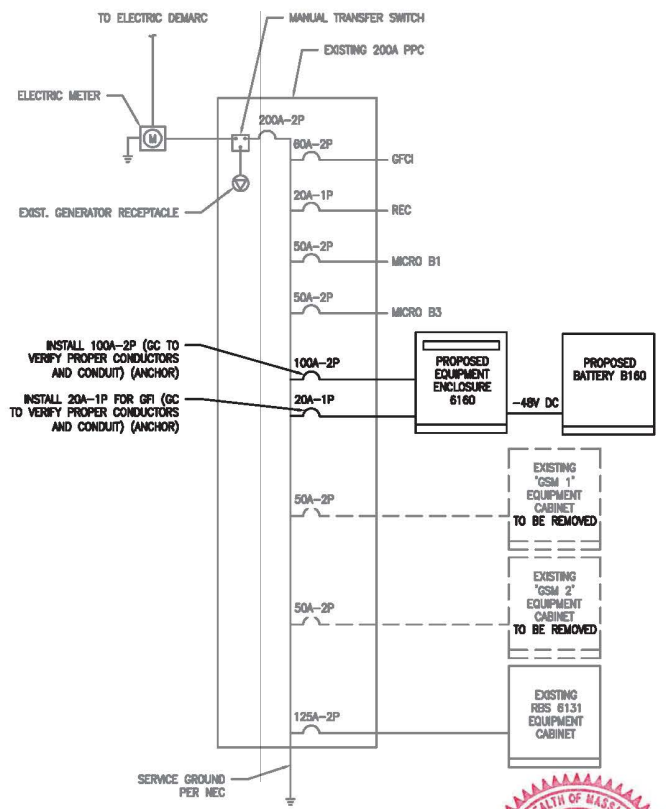 TO ELECTRIC DEMARC
MANUAL TRANSFER SWITCH
EXISTING 200A PPC
ELECTRIC METER
200A-2P
M
60A-2P
GFCI
EXIST. GENERATOR RECEPTACLE
20A-1P
REC
50A-2P
MICRO B1
50A-2P
MICRO B3
INSTALL 100A-2P (GC TO
VERIFY PROPER CONDUCTORS
AND CONDUIT) (ANCHOR)
100A-2P
INSTALL 20A-1P FOR GFI (GC
TO VERIFY PROPER CONDUCTORS
AND CONDUIT) (ANCHOR)
20A-1P
PROPOSED
EQUIPMENT
ENCLOSURE
6160
-48V DC
PROPOSED
BATTERY B160
50A-2P
EXISTING
"GSM 1"
EQUIPMENT
CABINET
TO BE REMOVED
50A-2P
EXISTING
"GSM 2"
EQUIPMENT
CABINET
TO BE REMOVED
125A-2P
EXISTING
RBS 6131
EQUIPMENT
CABINET
SERVICE GROUND
PER NEC
OF